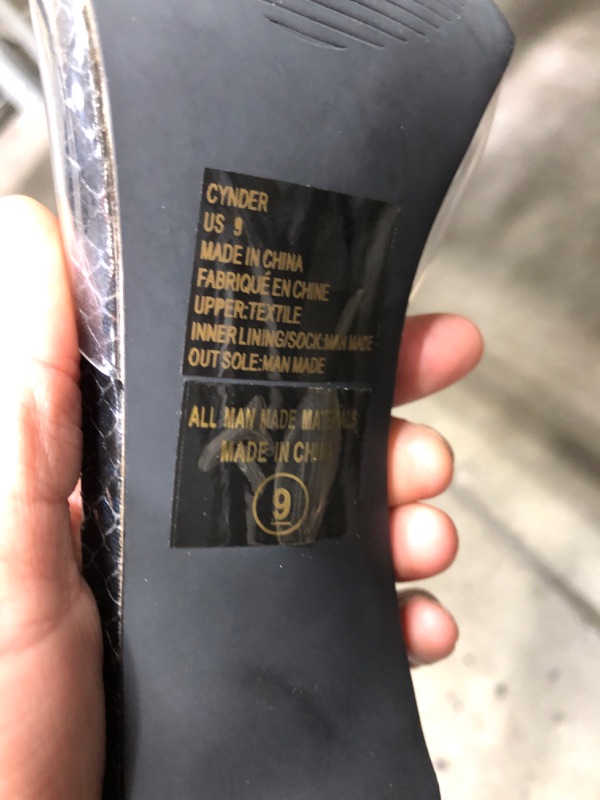 CYNDER
US 9
MADE IN CHINA
FABRIQUÉ EN CHINE
UPPER:TEXTILE
INNER LINING/SOCK:MAN MADE
OUT SOLE:MAN MADE
ALL MAN MADE MATERIALS
MADE IN CHINA
9